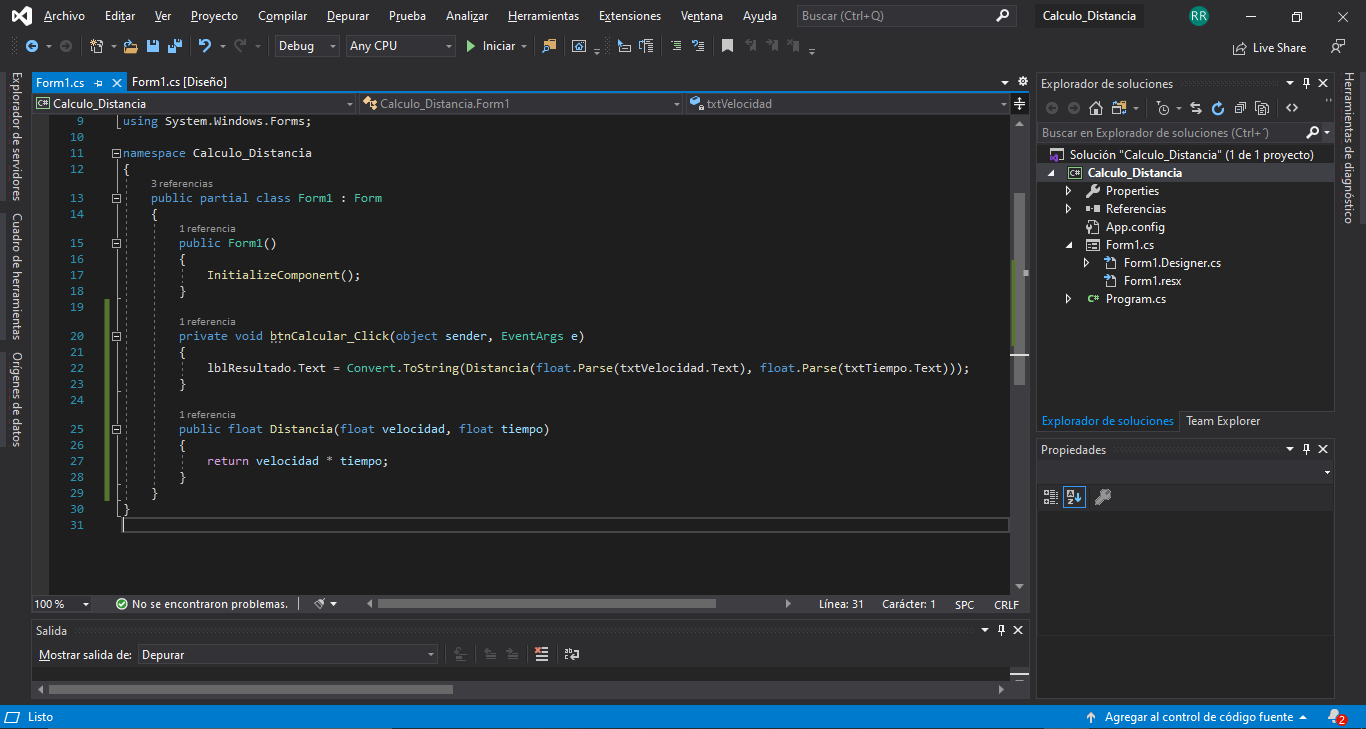 Archivo Editar Ver Proyecto Compilar Depurar Prueba Analizar Herramientas Extensiones Ventana Ayuda Buscar (Ctrl+Q) Calculo_Distancia RR
Debug Any CPU Iniciar Live Share
Explorador de servidores
Cuadro de herramientas
Orígenes de datos
Form1.cs Form1.cs [Diseño]
C# Calculo_Distancia Calculo_Distancia.Form1 txtVelocidad
9 using System.Windows.Forms;
10
11 namespace Calculo_Distancia
12 {
3 referencias
13 public partial class Form1 : Form
14 {
1 referencia
15 public Form1()
16 {
17 InitializeComponent();
18 }
19
1 referencia
20 private void btnCalcular_Click(object sender, EventArgs e)
21 {
22 lblResultado.Text = Convert.ToString(Distancia(float.Parse(txtVelocidad.Text), float.Parse(txtTiempo.Text)));
23 }
24
1 referencia
25 public float Distancia(float velocidad, float tiempo)
26 {
27 return velocidad * tiempo;
28 }
29 }
30 }
31
100 % No se encontraron problemas. Línea: 31 Carácter: 1 SPC CRLF
Salida
Mostrar salida de: Depurar
Explorador de soluciones
Buscar en Explorador de soluciones (Ctrl+´)
Solución "Calculo_Distancia" (1 de 1 proyecto)
C# Calculo_Distancia
Properties
Referencias
App.config
Form1.cs
Form1.Designer.cs
Form1.resx
C# Program.cs
Explorador de soluciones Team Explorer
Propiedades
Herramientas de diagnóstico
Listo Agregar al control de código fuente 2